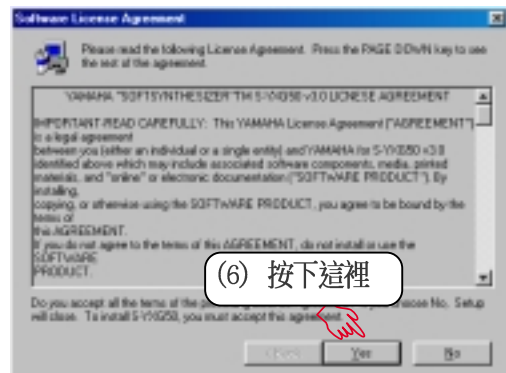 Software License Agreement
Please read the following License Agreement. Press the PAGE DOWN key to see
the rest of the agreement.
YAMAHA "SOFTSYNTHESIZER"TM S-YXG50 v3.0 LICNESE AGREEMENT
IMPORTANT-READ CAREFULLY: This YAMAHA License Agreement ("AGREEMENT")
is a legal agreement
between you (either an individual or a single entity) and YAMAHA for S-YXG50 v3.0
identified above which may include associated software components, media, printed
materials, and "online" or electronic documentation ("SOFTWARE PRODUCT"). By
installing,
copying, or otherwise using the SOFTWARE PRODUCT, you agree to be bound by the
terms of
this AGREEMENT.
If you do not agree to the terms of this AGREEMENT, do not install or use the
SOFTWARE
PRODUCT.
(6) 按下這裡
Do you accept all the terms of the choose No, Setup
will close. To install S-YXG50, you must accept this agreement.
< Back Yes No